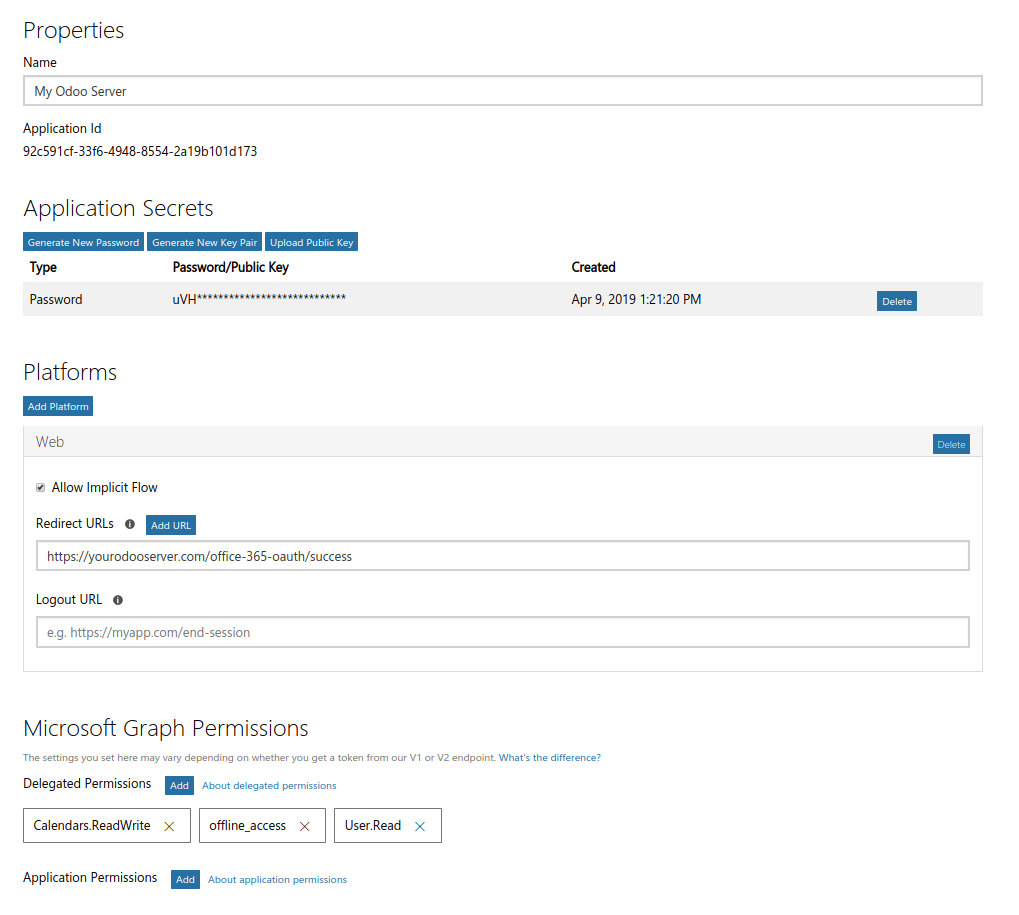 Properties
Name
My Odoo Server
Application Id
92c591cf-33f6-4948-8554-2a19b101d173
Application Secrets
Generate New Password Generate New Key Pair Upload Public Key
Type Password/Public Key Created
Password uVH**************************** Apr 9, 2019 1:21:20 PM Delete
Platforms
Add Platform
Web Delete
Allow Implicit Flow
Redirect URLs Add URL
https://yourodooserver.com/office-365-oauth/success
Logout URL
e.g. https://myapp.com/end-session
Microsoft Graph Permissions
The settings you set here may vary depending on whether you get a token from our V1 or V2 endpoint. What's the difference?
Delegated Permissions Add About delegated permissions
Calendars.ReadWrite offline_access User.Read
Application Permissions Add About application permissions